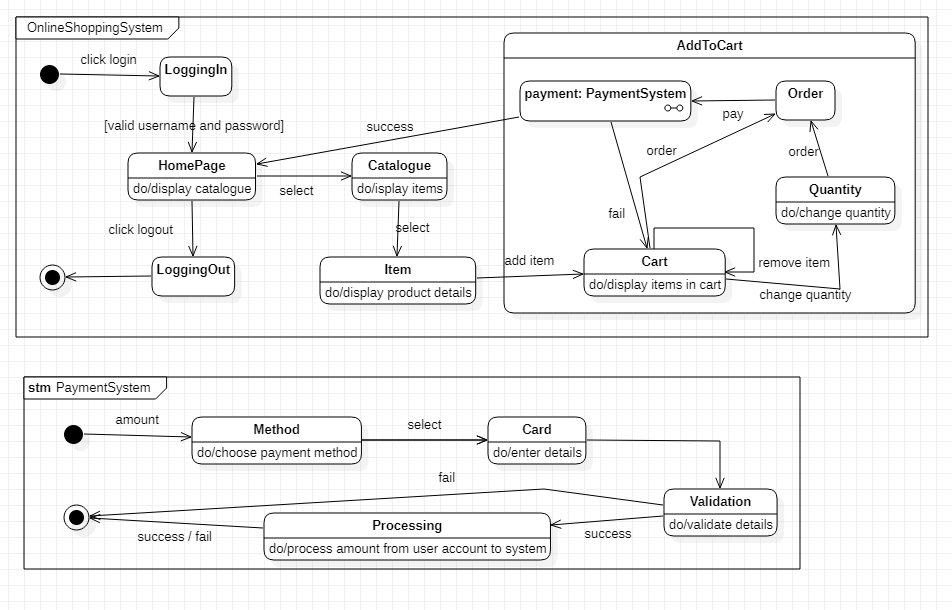 OnlineShoppingSystem
click login
LoggingIn
[valid username and password]
HomePage
do/display catalogue
success
select
Catalogue
do/isplay items
select
click logout
LoggingOut
Item
do/display product details
add item
AddToCart
payment: PaymentSystem
Order
pay
order
order
Quantity
do/change quantity
fail
Cart
do/display items in cart
remove item
change quantity
stm PaymentSystem
amount
Method
do/choose payment method
select
Card
do/enter details
fail
Validation
do/validate details
success
Processing
do/process amount from user account to system
success / fail